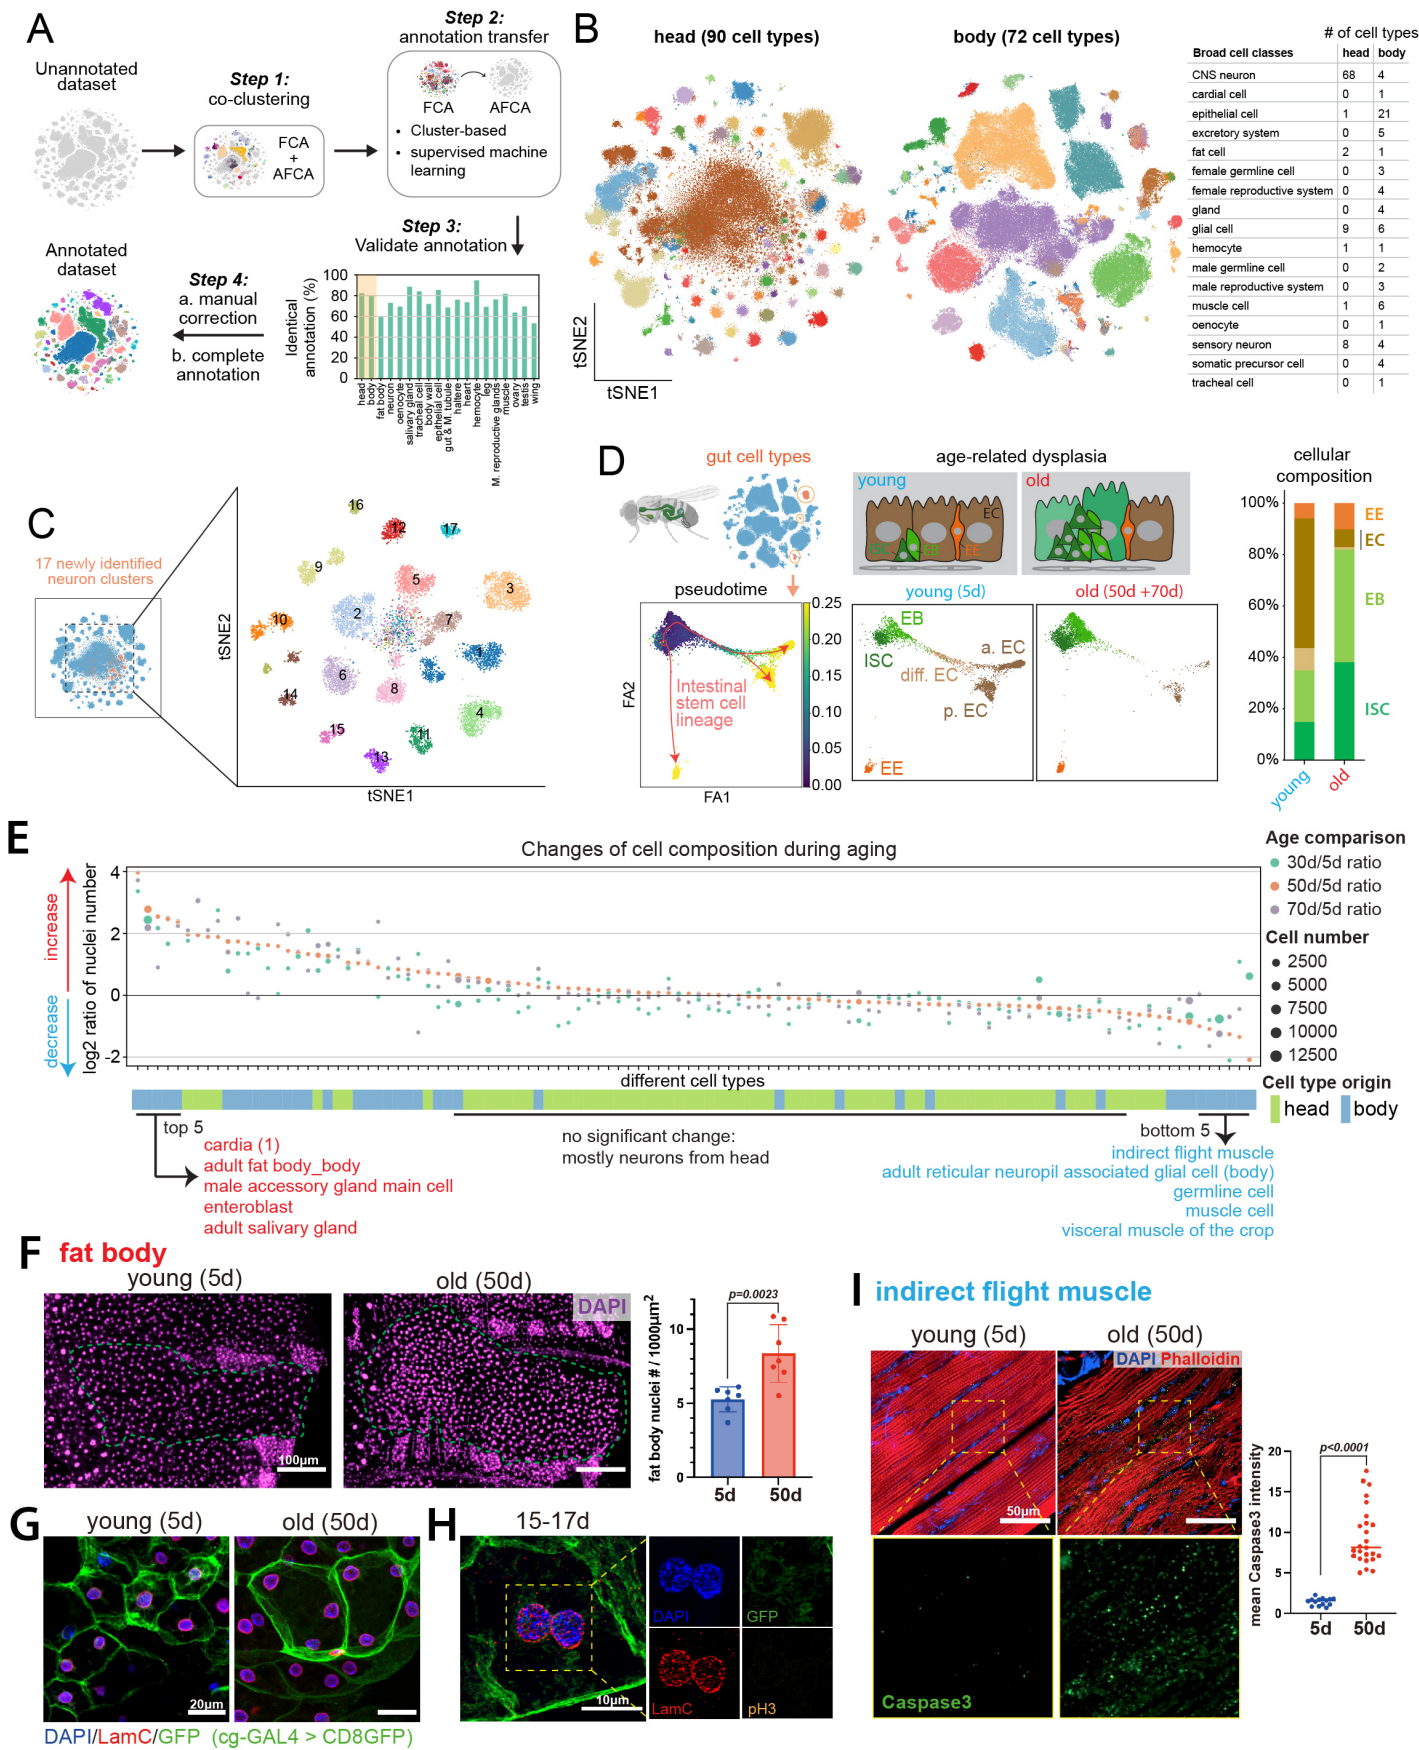 A
Unannotated
dataset
Step 1:
co-clustering
FCA
+
AFCA
Step 2:
annotation transfer
FCA
AFCA
• Cluster-based
• supervised machine
learning
Step 3:
Validate annotation
Annotated
dataset
Step 4:
a. manual
correction
b. complete
annotation
Identical
annotation (%)
100
80
60
40
20
0
head
body
fat body
neuron
oenocyte
salivary gland
tracheal cell
body wall
epithelial cell
gut & M. tubule
haltere
heart
hemocyte
leg
M. reproductive glands
muscle
ovary
testis
wing
B
head (90 cell types)
body (72 cell types)
tSNE2
tSNE1
# of cell types
Broad cell classes head body
CNS neuron 68 4
cardial cell 0 1
epithelial cell 1 21
excretory system 0 5
fat cell 2 1
female germline cell 0 3
female reproductive system 0 4
gland 0 4
glial cell 9 6
hemocyte 1 1
male germline cell 0 2
male reproductive system 0 3
muscle cell 1 6
oenocyte 0 1
sensory neuron 8 4
somatic precursor cell 0 4
tracheal cell 0 1
C
17 newly identified
neuron clusters
tSNE2
tSNE1
16
12
17
9
5
3
2
10
7
1
6
14
8
4
15
11
13
D
gut cell types
age-related dysplasia
young
old
EC
ISC
EB
EE
pseudotime
0.25
0.20
0.15
0.10
0.05
0.00
Intestinal
stem cell
lineage
FA2
FA1
young (5d)
old (50d +70d)
EB
ISC
a. EC
diff. EC
p. EC
EE
cellular
composition
100%
80%
60%
40%
20%
0%
EE
EC
EB
ISC
young
old
E
Changes of cell composition during aging
increase
decrease
log2 ratio of nuclei number
4
2
0
-2
different cell types
Age comparison
30d/5d ratio
50d/5d ratio
70d/5d ratio
Cell number
2500
5000
7500
10000
12500
Cell type origin
head
body
top 5
cardia (1)
adult fat body_body
male accessory gland main cell
enteroblast
adult salivary gland
no significant change:
mostly neurons from head
bottom 5
indirect flight muscle
adult reticular neuropil associated glial cell (body)
germline cell
muscle cell
visceral muscle of the crop
F fat body
young (5d)
old (50d)
DAPI
100μm
fat body nuclei # / 1000μm²
p=0.0023
10
5
0
5d
50d
G
young (5d)
old (50d)
20μm
DAPI/LamC/GFP (cg-GAL4 > CD8GFP)
H
15-17d
10μm
DAPI
GFP
LamC
pH3
I indirect flight muscle
young (5d)
old (50d)
DAPI Phalloidin
50μm
Caspase3
mean Caspase3 intensity
p<0.0001
20
15
10
5
0
5d
50d